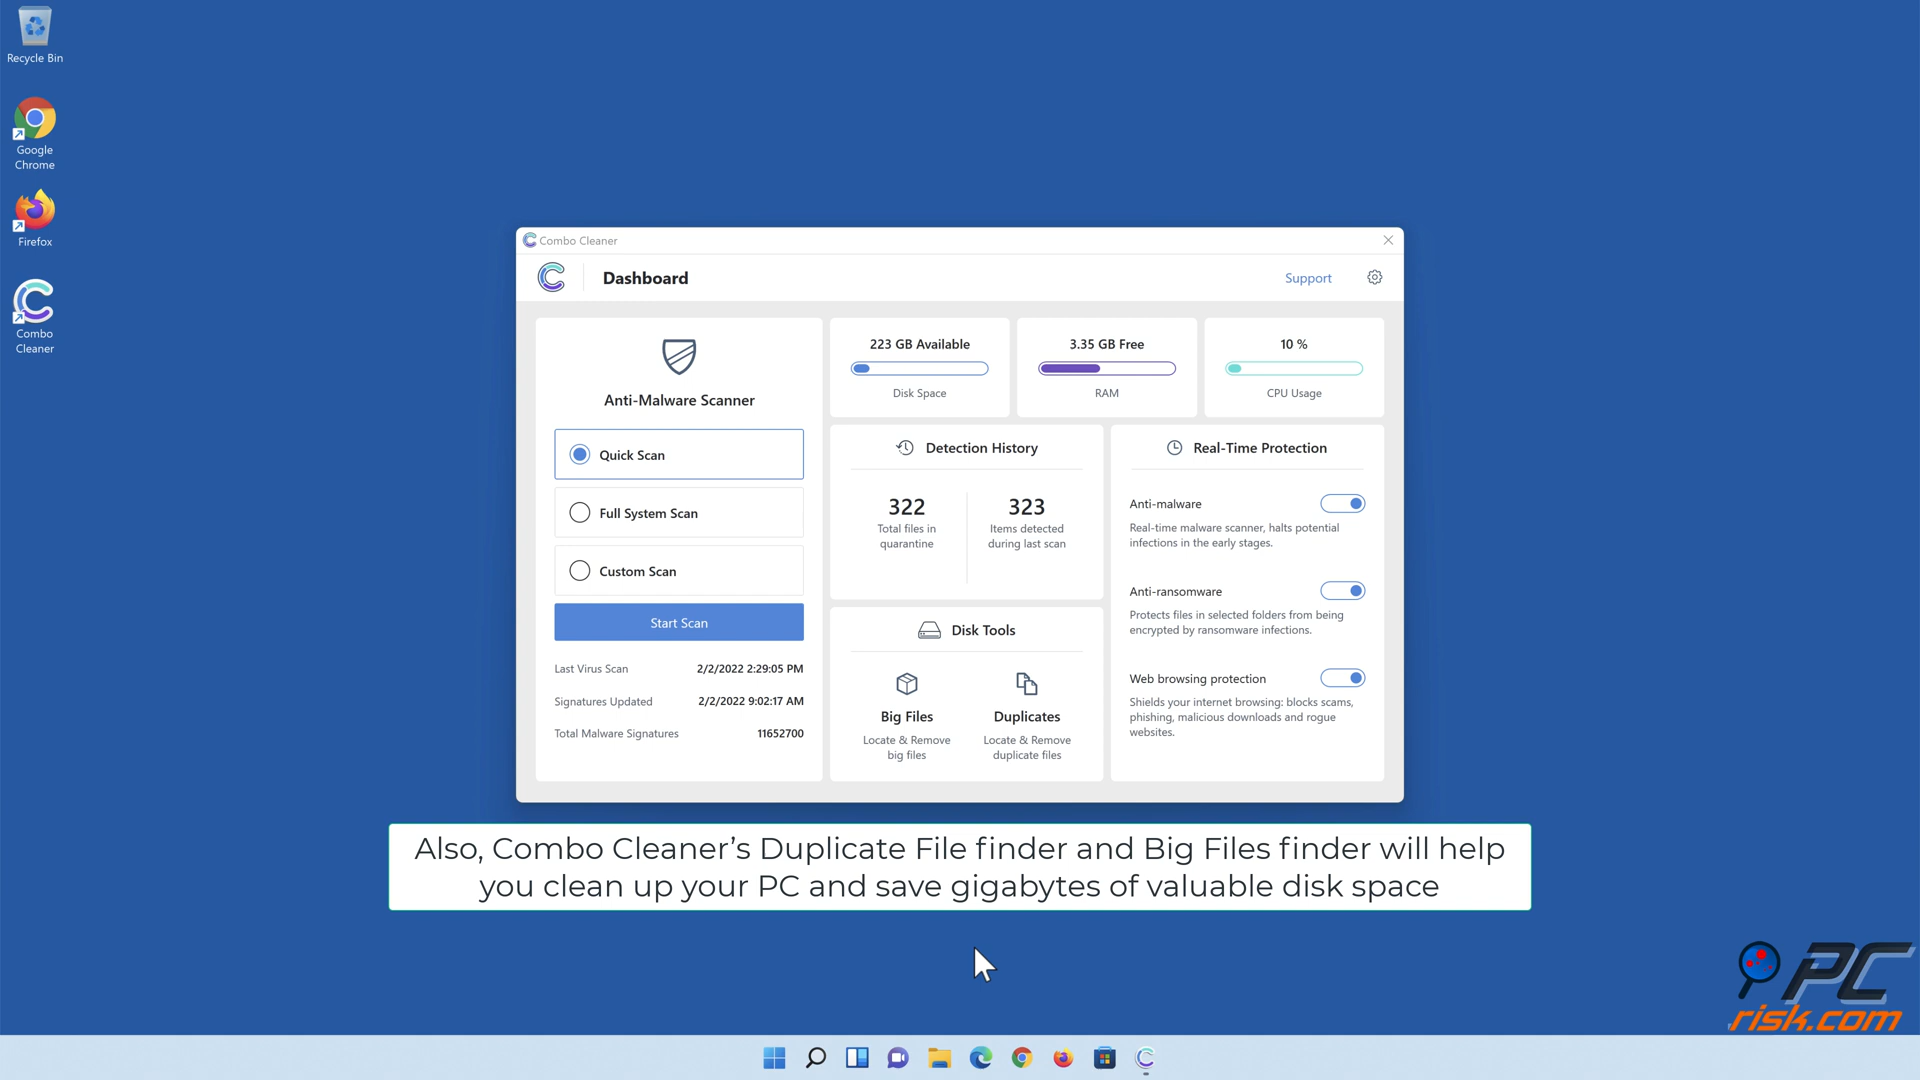 Recycle Bin
Google
Chrome
Firefox
Combo
Cleaner
Combo Cleaner
Dashboard
Support
Anti-Malware Scanner
Quick Scan
Full System Scan
Custom Scan
Start Scan
Last Virus Scan 2/2/2022 2:29:05 PM
Signatures Updated 2/2/2022 9:02:17 AM
Total Malware Signatures 11652700
223 GB Available
Disk Space
3.35 GB Free
RAM
10 %
CPU Usage
Detection History
322
Total files in
quarantine
323
Items detected
during last scan
Disk Tools
Big Files
Locate & Remove
big files
Duplicates
Locate & Remove
duplicate files
Real-Time Protection
Anti-malware
Real-time malware scanner, halts potential
infections in the early stages.
Anti-ransomware
Protects files in selected folders from being
encrypted by ransomware infections.
Web browsing protection
Shields your internet browsing: blocks scams,
phishing, malicious downloads and rogue
websites.
Also, Combo Cleaner’s Duplicate File finder and Big Files finder will help
you clean up your PC and save gigabytes of valuable disk space
PC
risk.com